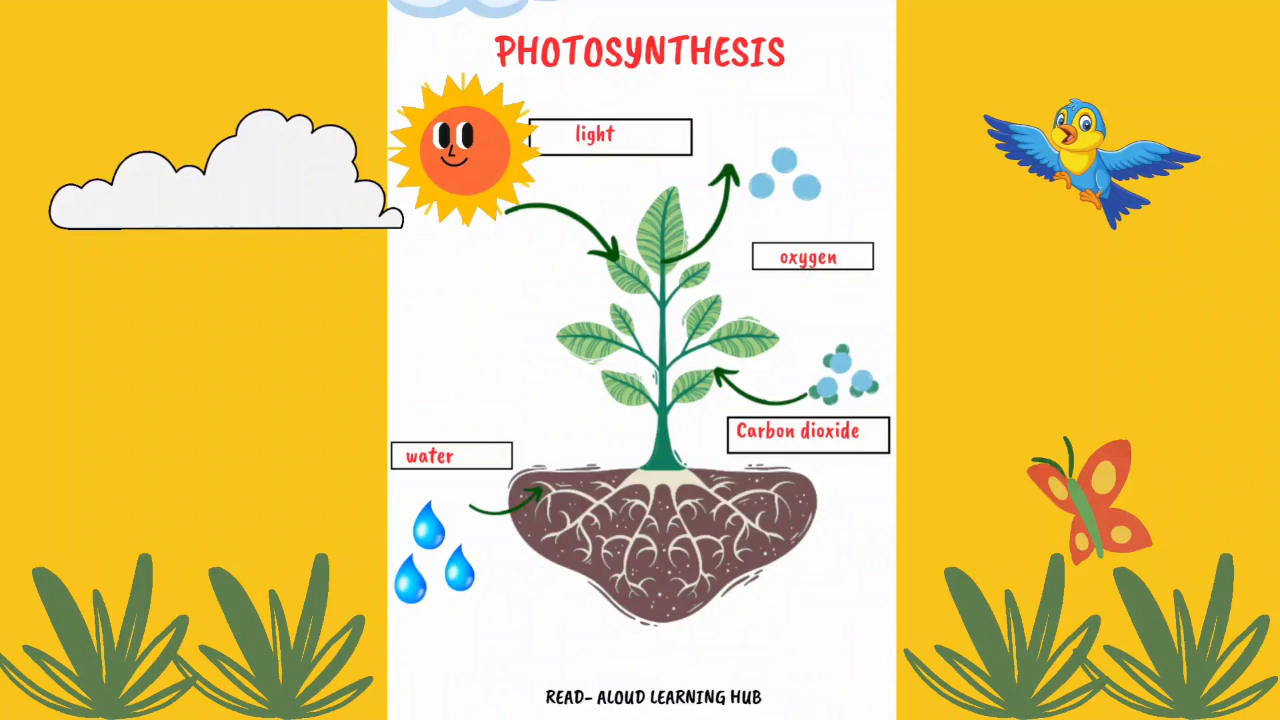 PHOTOSYNTHESIS
light
oxygen
Carbon dioxide
water
READ- ALOUD LEARNING HUB